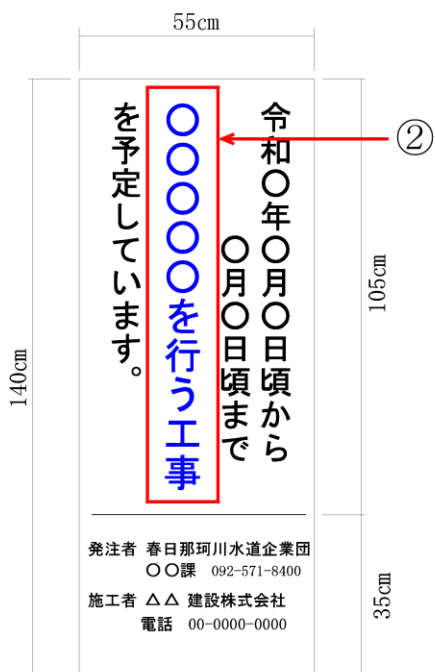 55cm
令和〇年〇月〇日頃から
〇月〇日頃まで
〇〇〇〇〇を行う工事
を予定しています。
②
105cm
140cm
発注者 春日那珂川水道企業団
〇〇課 092-571-8400
施工者 △△ 建設株式会社
電話 00-0000-0000
35cm